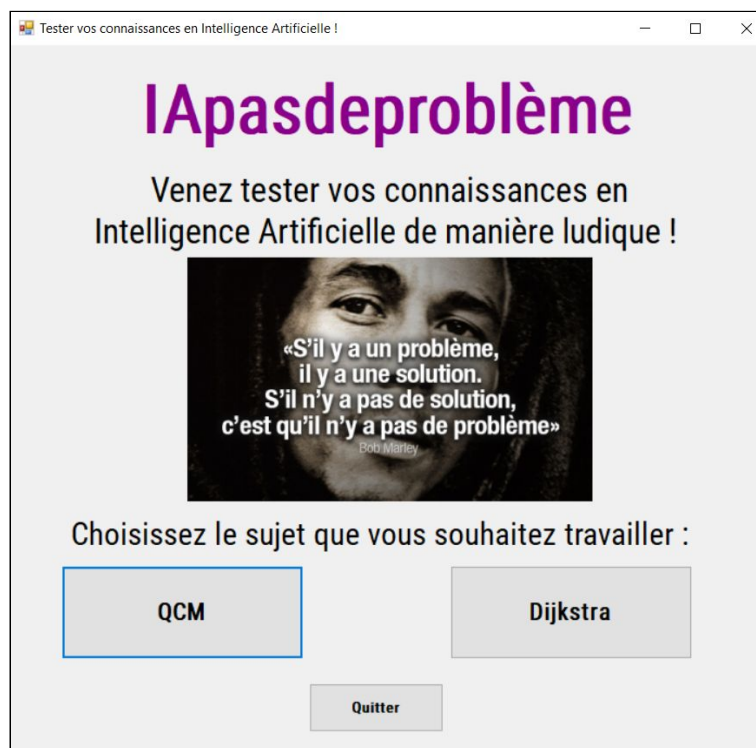 Tester vos connaissances en Intelligence Artificielle !
IApasdeproblème
Venez tester vos connaissances en
Intelligence Artificielle de manière ludique !
«S'il y a un problème,
il y a une solution.
S'il n'y a pas de solution,
c'est qu'il n'y a pas de problème»
Bob Marley
Choisissez le sujet que vous souhaitez travailler :
QCM
Dijkstra
Quitter